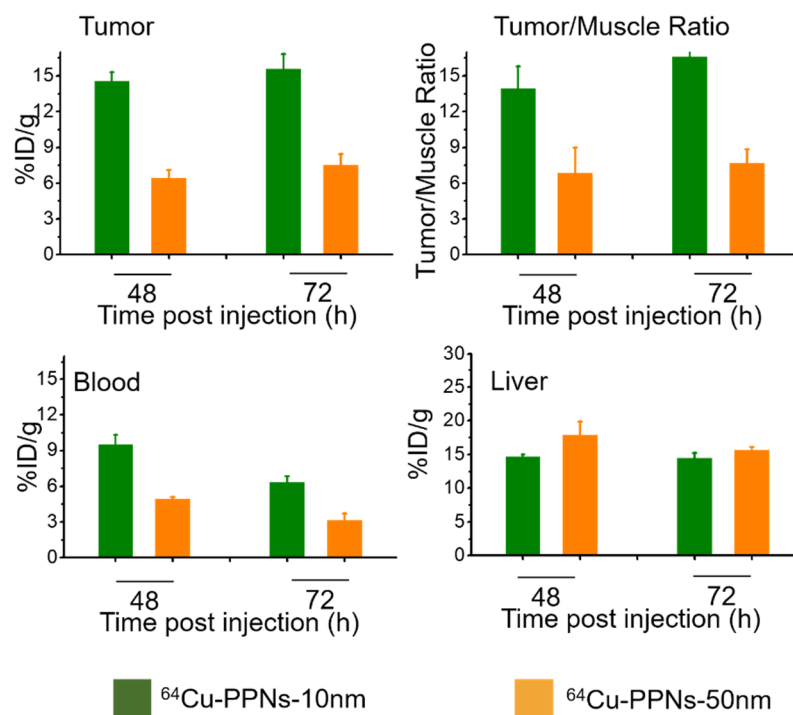 Tumor
%ID/g
15
12
9
6
3
0
48
72
Time post injection (h)
Tumor/Muscle Ratio
Tumor/Muscle Ratio
15
12
9
6
3
0
48
72
Time post injection (h)
Blood
%ID/g
15
12
9
6
3
0
48
72
Time post injection (h)
Liver
%ID/g
30
25
20
15
10
5
0
48
72
Time post injection (h)
⁶⁴Cu-PPNs-10nm
⁶⁴Cu-PPNs-50nm